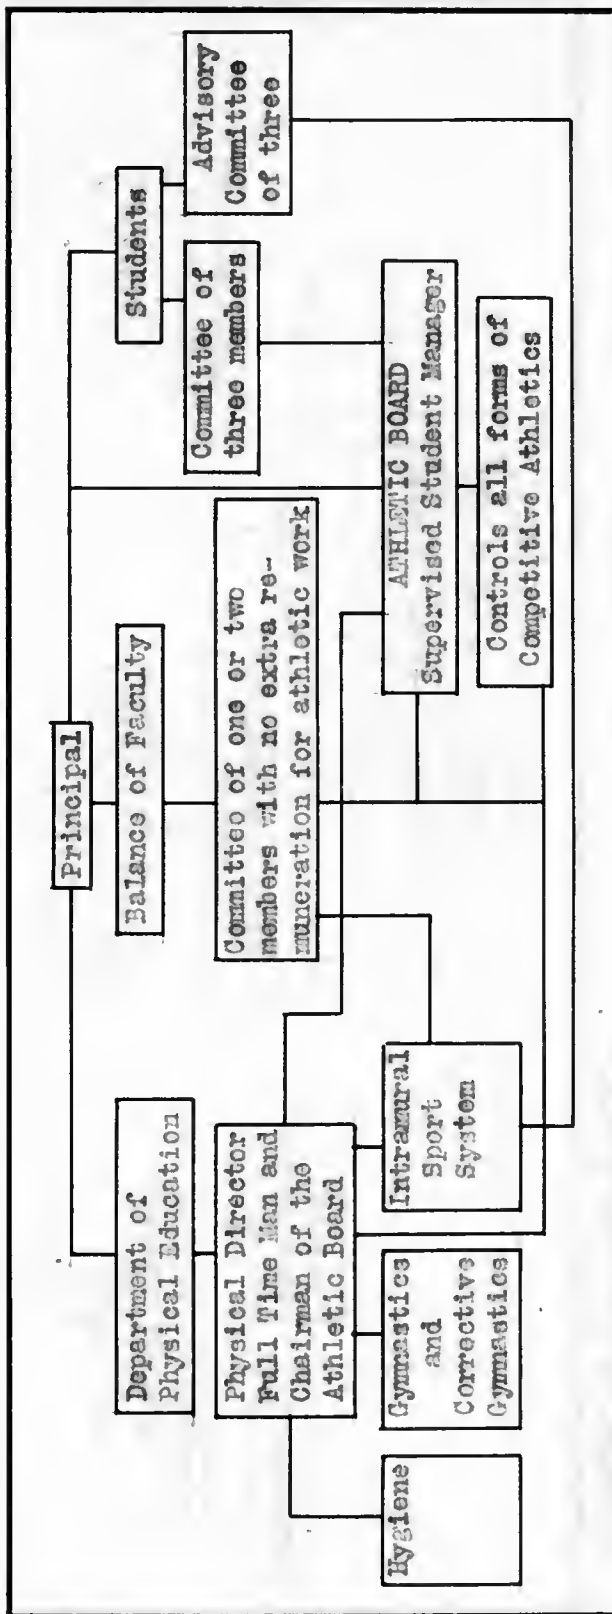 Principal
Department of
Physical Education
Balance of Faculty
Students
Physical Director
Full Time Man and
Chairman of the
Athletic Board
Committee of one or two
members with no extra re-
muneration for athletic work
Committee of
three members
Advisory
Committee
of three
Hygiene
Gymnastics
and
Corrective
Gymnastics
Intramural
Sport
System
ATHLETIC BOARD
Supervised Student Manager
Controls all forms of
Competitive Athletics